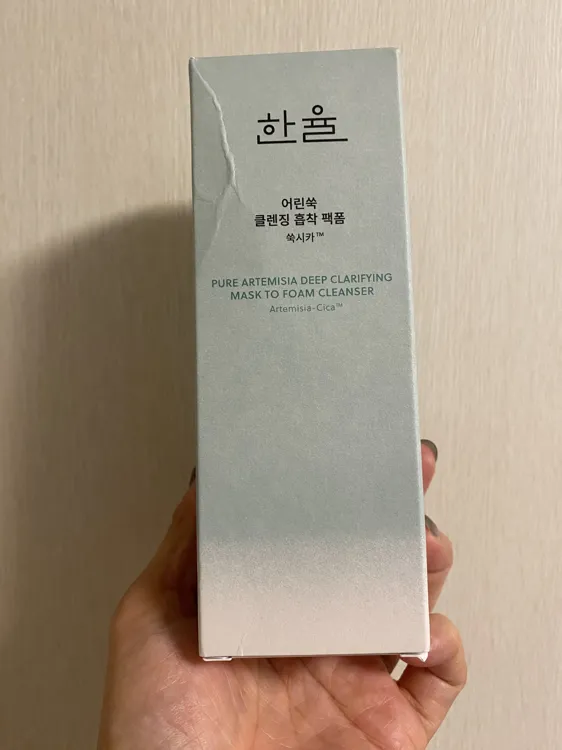 한율
어린쑥
클렌징 흡착 팩폼
쑥시카™
PURE ARTEMISIA DEEP CLARIFYING
MASK TO FOAM CLEANSER
Artemisia-Cica™